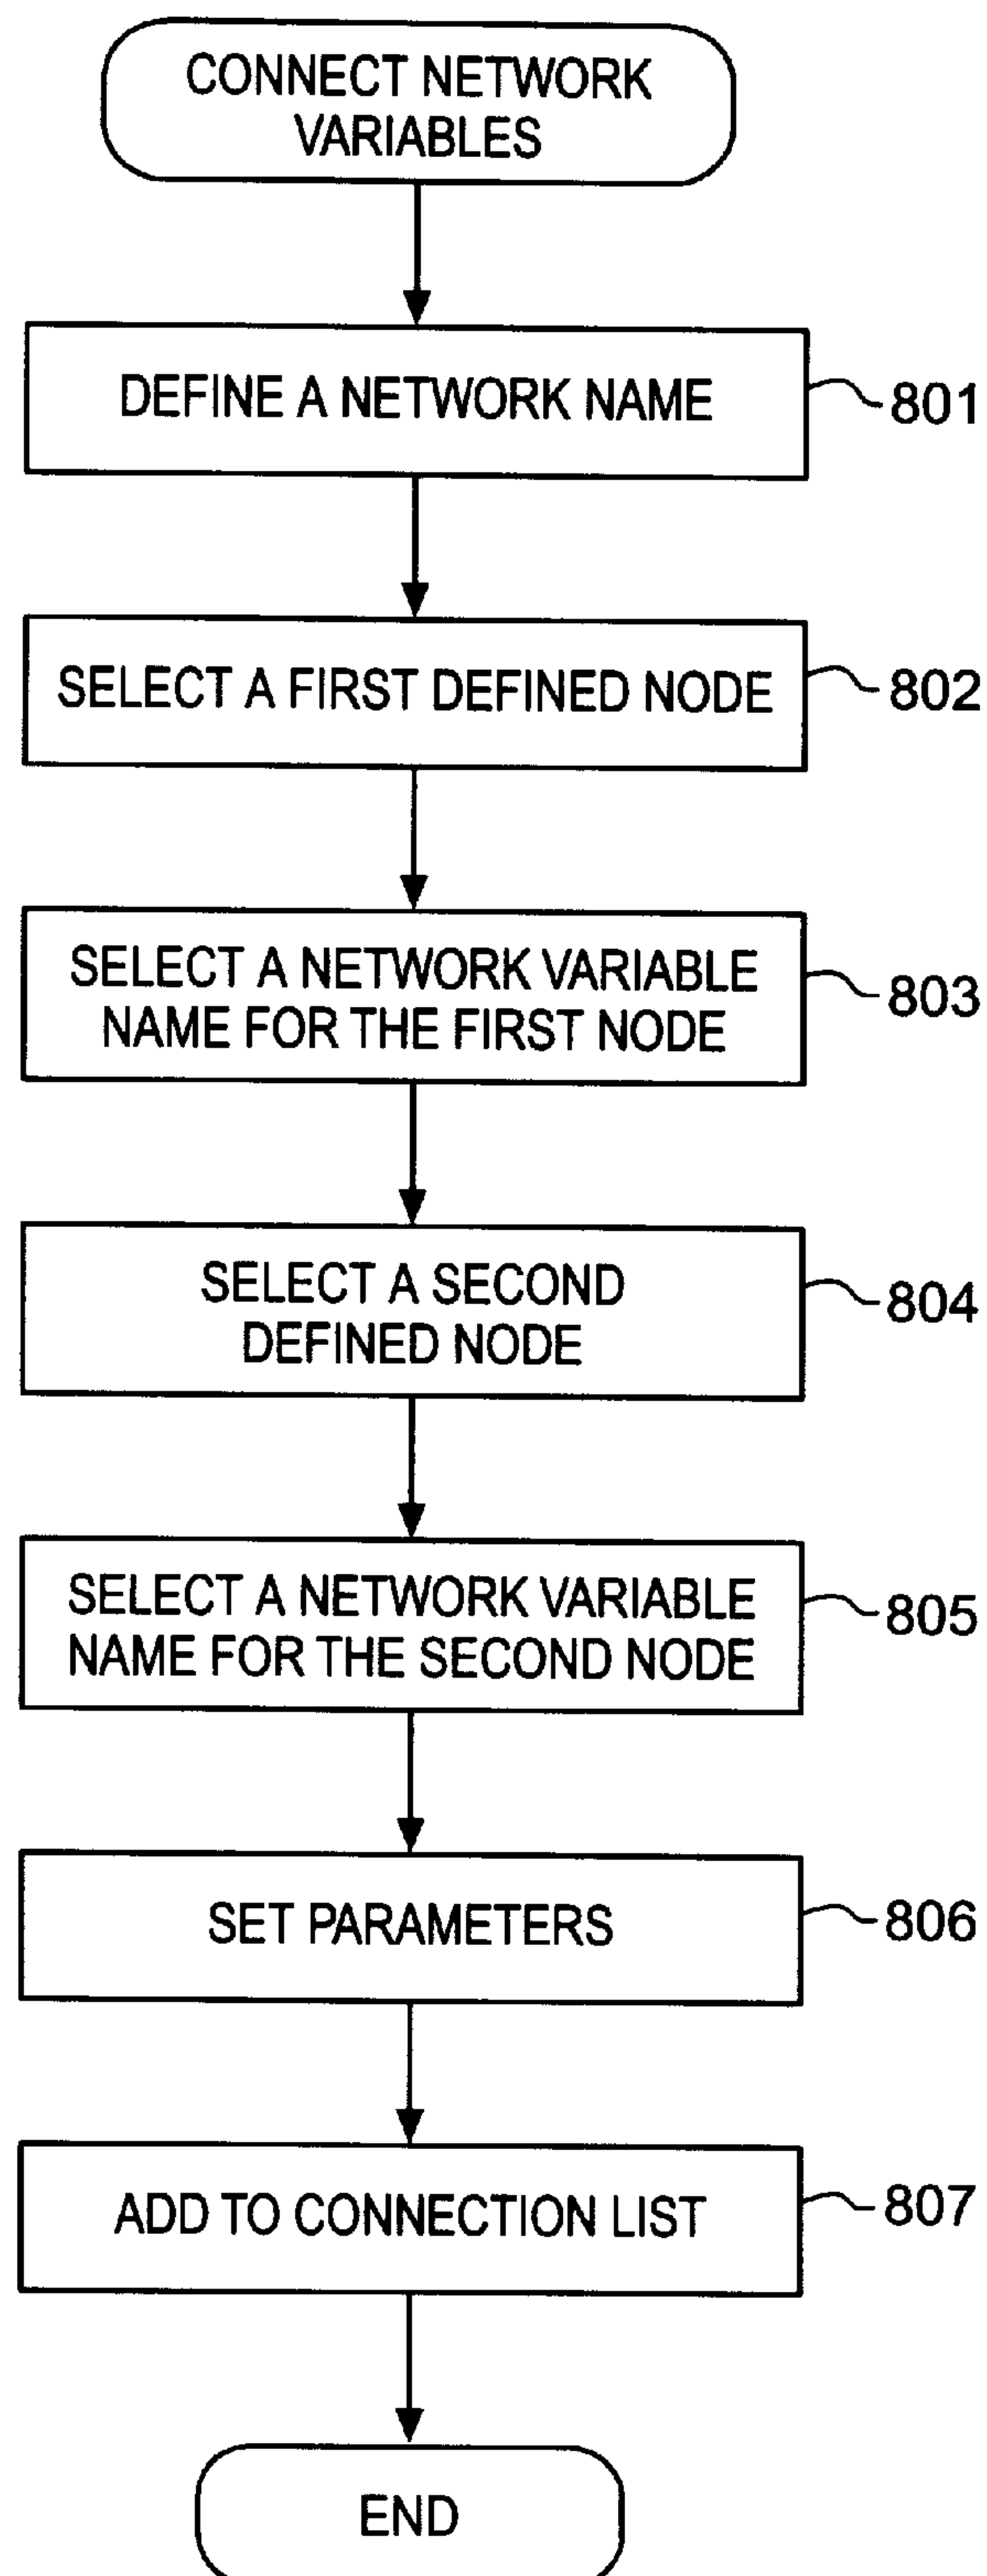 CONNECT NETWORK
VARIABLES
DEFINE A NETWORK NAME
801
SELECT A FIRST DEFINED NODE
802
SELECT A NETWORK VARIABLE
NAME FOR THE FIRST NODE
803
SELECT A SECOND
DEFINED NODE
804
SELECT A NETWORK VARIABLE
NAME FOR THE SECOND NODE
805
SET PARAMETERS
806
ADD TO CONNECTION LIST
807
END